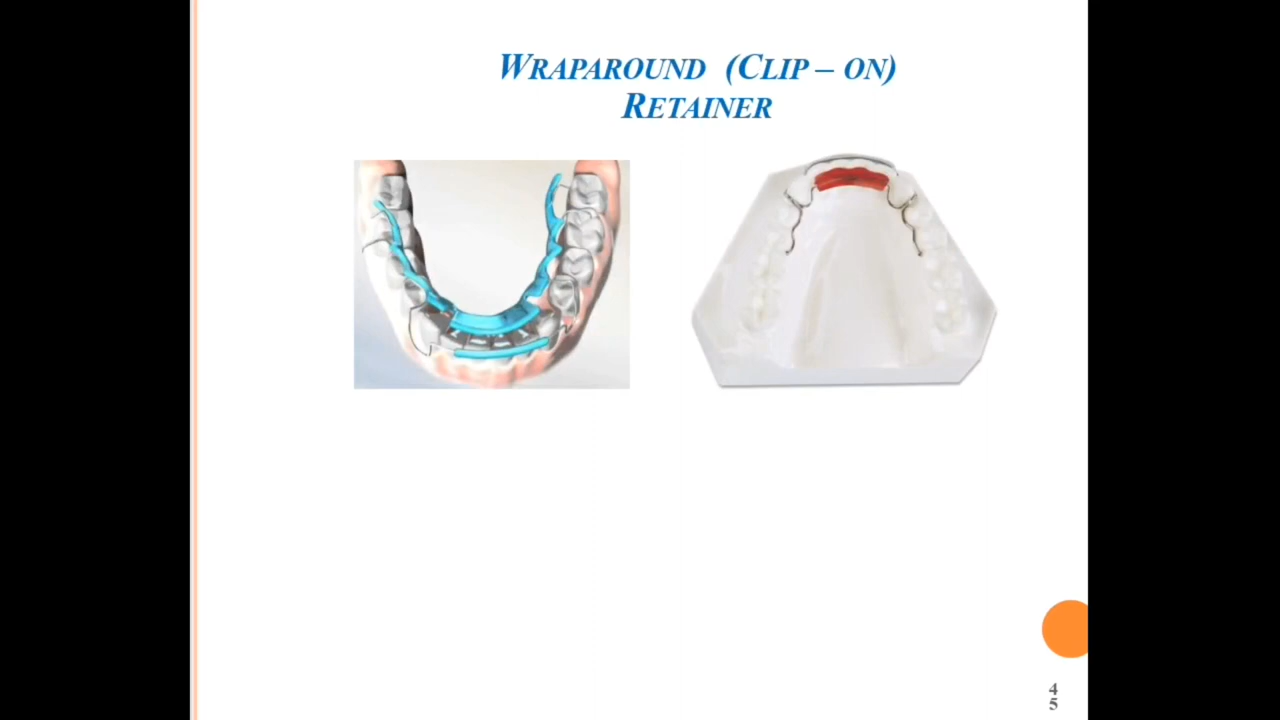 WRAPAROUND (CLIP – ON)
RETAINER
4
5